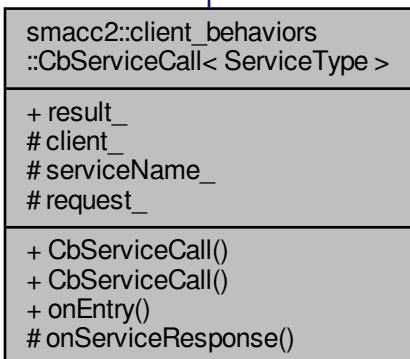 smacc2::client_behaviors
::CbServiceCall< ServiceType >
+ result_
# client_
# serviceName_
# request_
+ CbServiceCall()
+ CbServiceCall()
+ onEntry()
# onServiceResponse()